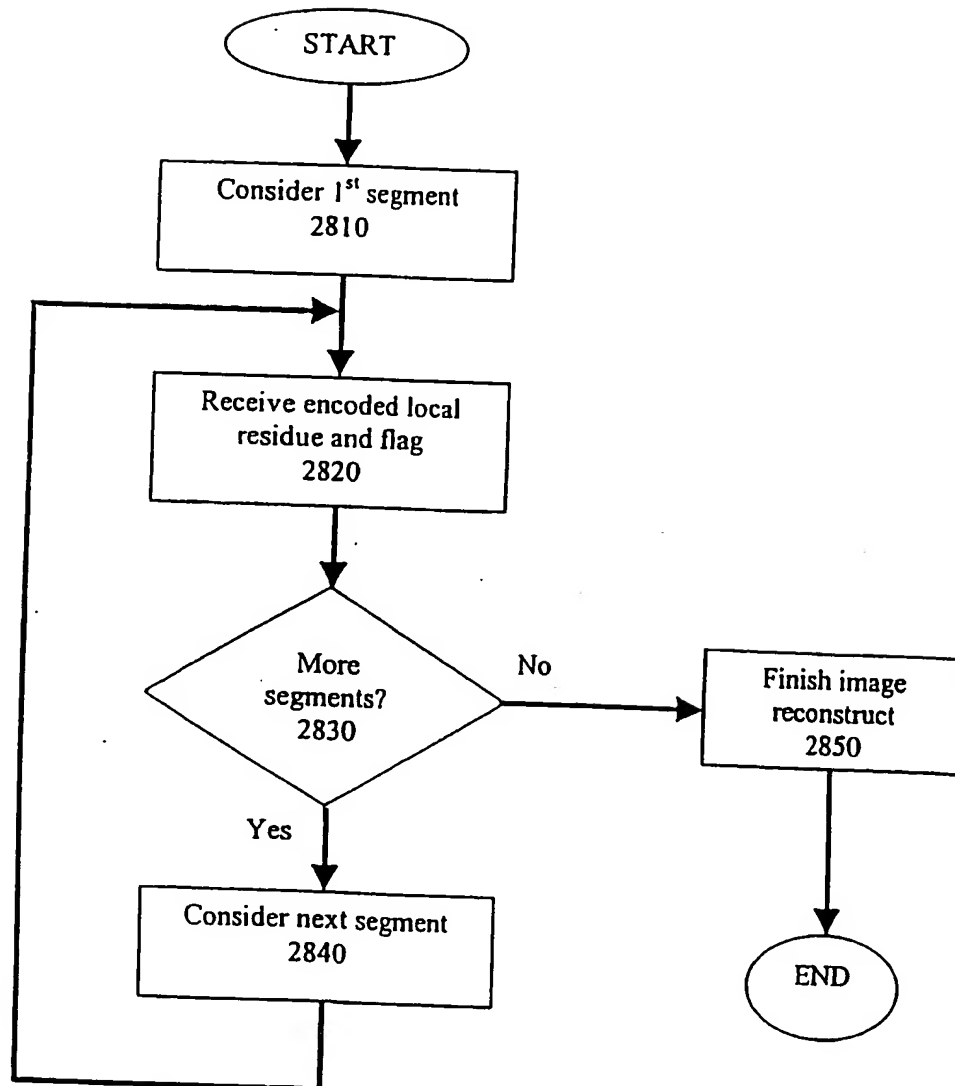 START
Consider 1st segment
2810
Receive encoded local
residue and flag
2820
More
segments?
2830
No
Finish image
reconstruct
2850
Yes
Consider next segment
2840
END